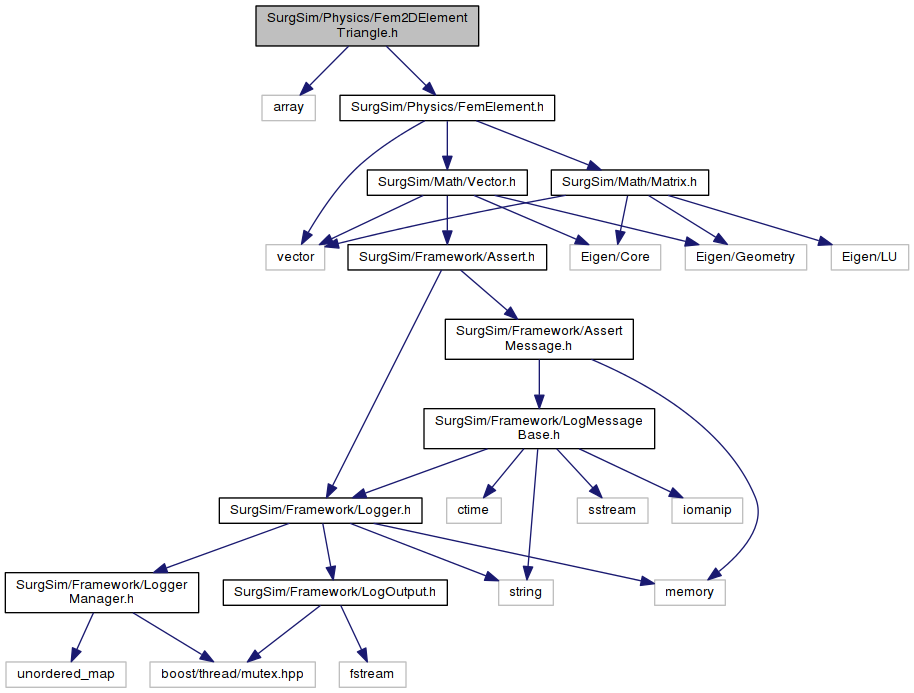 SurgSim/Physics/Fem2DElement
Triangle.h
array
SurgSim/Physics/FemElement.h
SurgSim/Math/Vector.h
SurgSim/Math/Matrix.h
vector
SurgSim/Framework/Assert.h
Eigen/Core
Eigen/Geometry
Eigen/LU
SurgSim/Framework/Assert
Message.h
SurgSim/Framework/LogMessage
Base.h
SurgSim/Framework/Logger.h
ctime
sstream
iomanip
SurgSim/Framework/Logger
Manager.h
SurgSim/Framework/LogOutput.h
string
memory
unordered_map
boost/thread/mutex.hpp
fstream